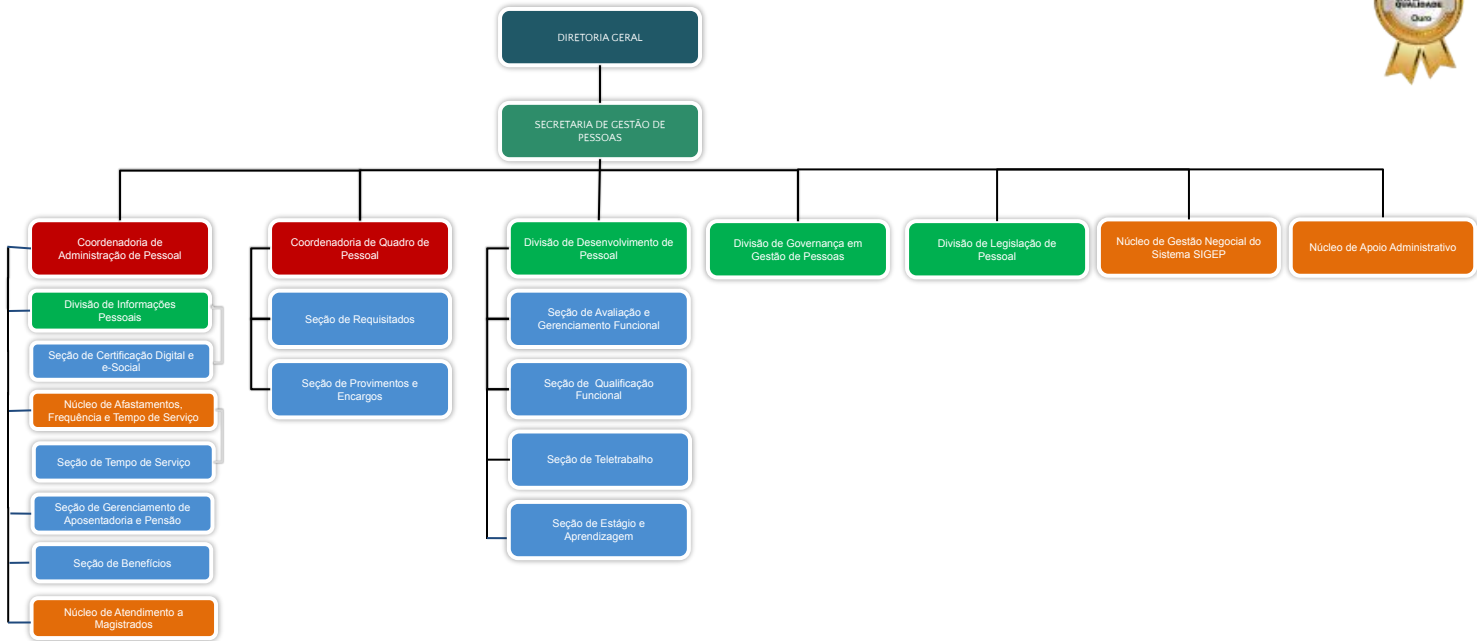 QUALIDADE
Ouro
DIRETORIA GERAL
SECRETARIA DE GESTÃO DE
PESSOAS
Coordenadoria de
Administração de Pessoal
Coordenadoria de Quadro de
Pessoal
Divisão de Desenvolvimento de
Pessoal
Divisão de Governança em
Gestão de Pessoas
Divisão de Legislação de
Pessoal
Núcleo de Gestão Negocial do
Sistema SIGEP
Núcleo de Apoio Administrativo
Divisão de Informações
Pessoais
Seção de Certificação Digital e
e-Social
Núcleo de Afastamentos,
Frequência e Tempo de Serviço
Seção de Tempo de Serviço
Seção de Gerenciamento de
Aposentadoria e Pensão
Seção de Benefícios
Núcleo de Atendimento a
Magistrados
Seção de Requisitados
Seção de Provimentos e
Encargos
Seção de Avaliação e
Gerenciamento Funcional
Seção de Qualificação
Funcional
Seção de Teletrabalho
Seção de Estágio e
Aprendizagem